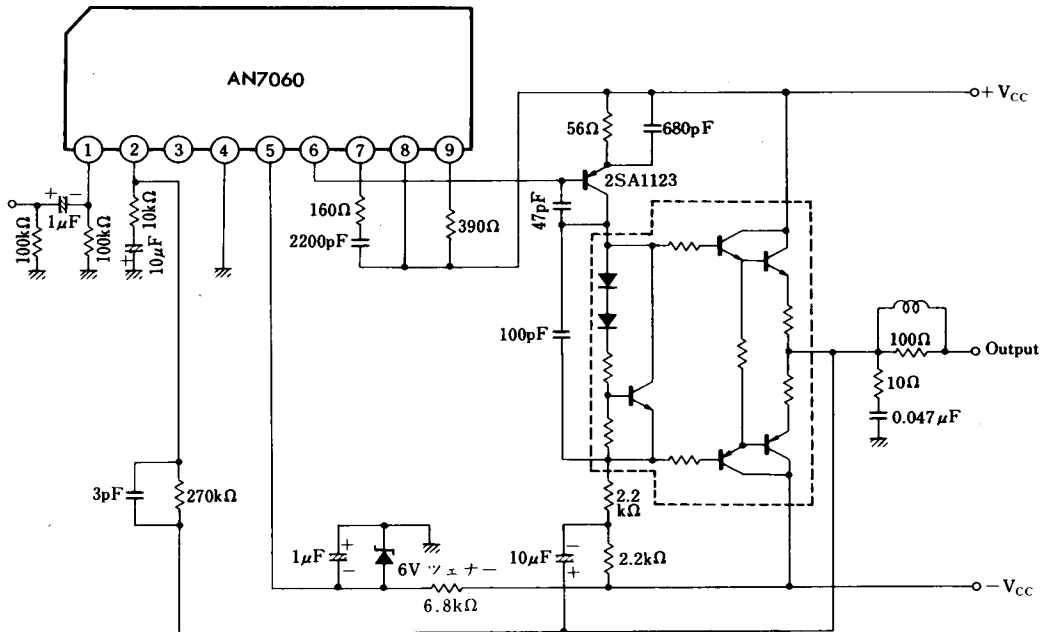 AN7060
1
2
3
4
5
6
7
8
9
+ −
1μF
100kΩ
100kΩ
10kΩ
10μF
+
160Ω
2200pF
390Ω
56Ω
680pF
+ VCC
2SA1123
47pF
100pF
100Ω
Output
10Ω
0.047μF
3pF
270kΩ
2.2
kΩ
1μF
+
−
6V ツェナー
6.8kΩ
10μF
−
+
2.2kΩ
− VCC